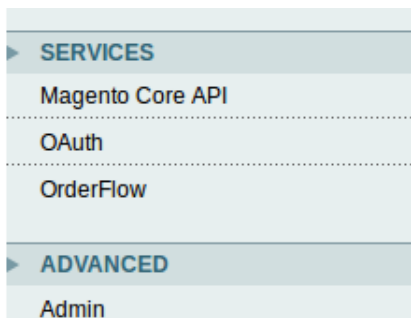 SERVICES
Magento Core API
OAuth
OrderFlow
ADVANCED
Admin